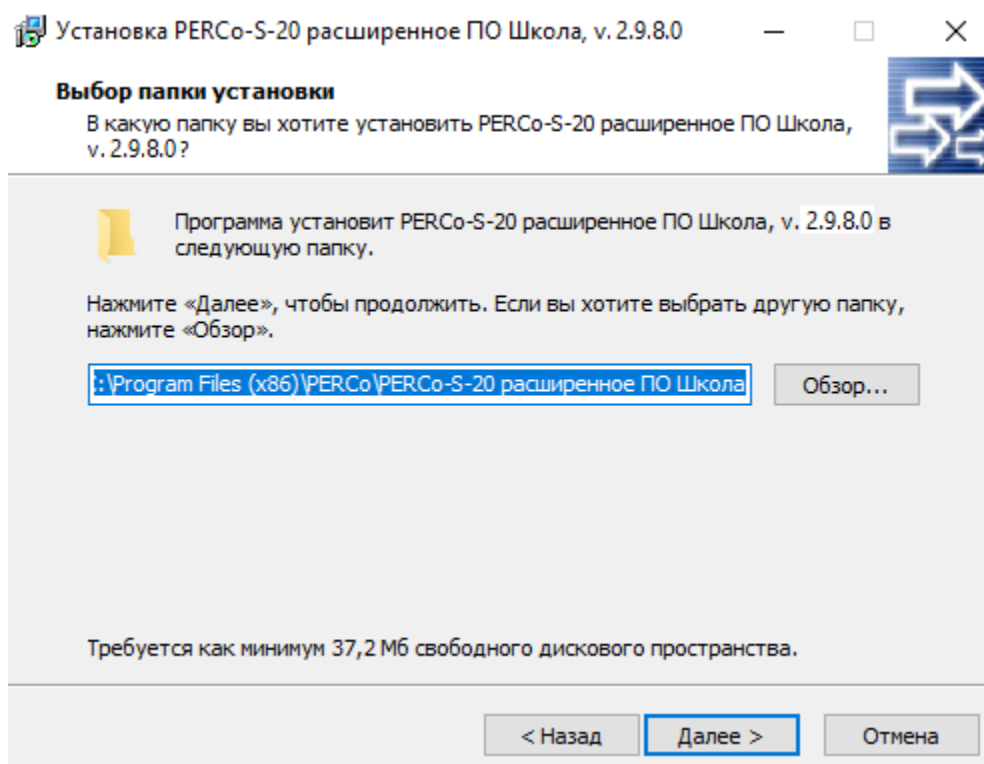 Установка PERCo-S-20 расширенное ПО Школа, v. 2.9.8.0
Выбор папки установки
В какую папку вы хотите установить PERCo-S-20 расширенное ПО Школа,
v. 2.9.8.0?
Программа установит PERCo-S-20 расширенное ПО Школа, v. 2.9.8.0 в
следующую папку.
Нажмите «Далее», чтобы продолжить. Если вы хотите выбрать другую папку,
нажмите «Обзор».
:\Program Files (x86)\PERCo\PERCo-S-20 расширенное ПО Школа
Обзор...
Требуется как минимум 37,2 Мб свободного дискового пространства.
< Назад
Далее >
Отмена